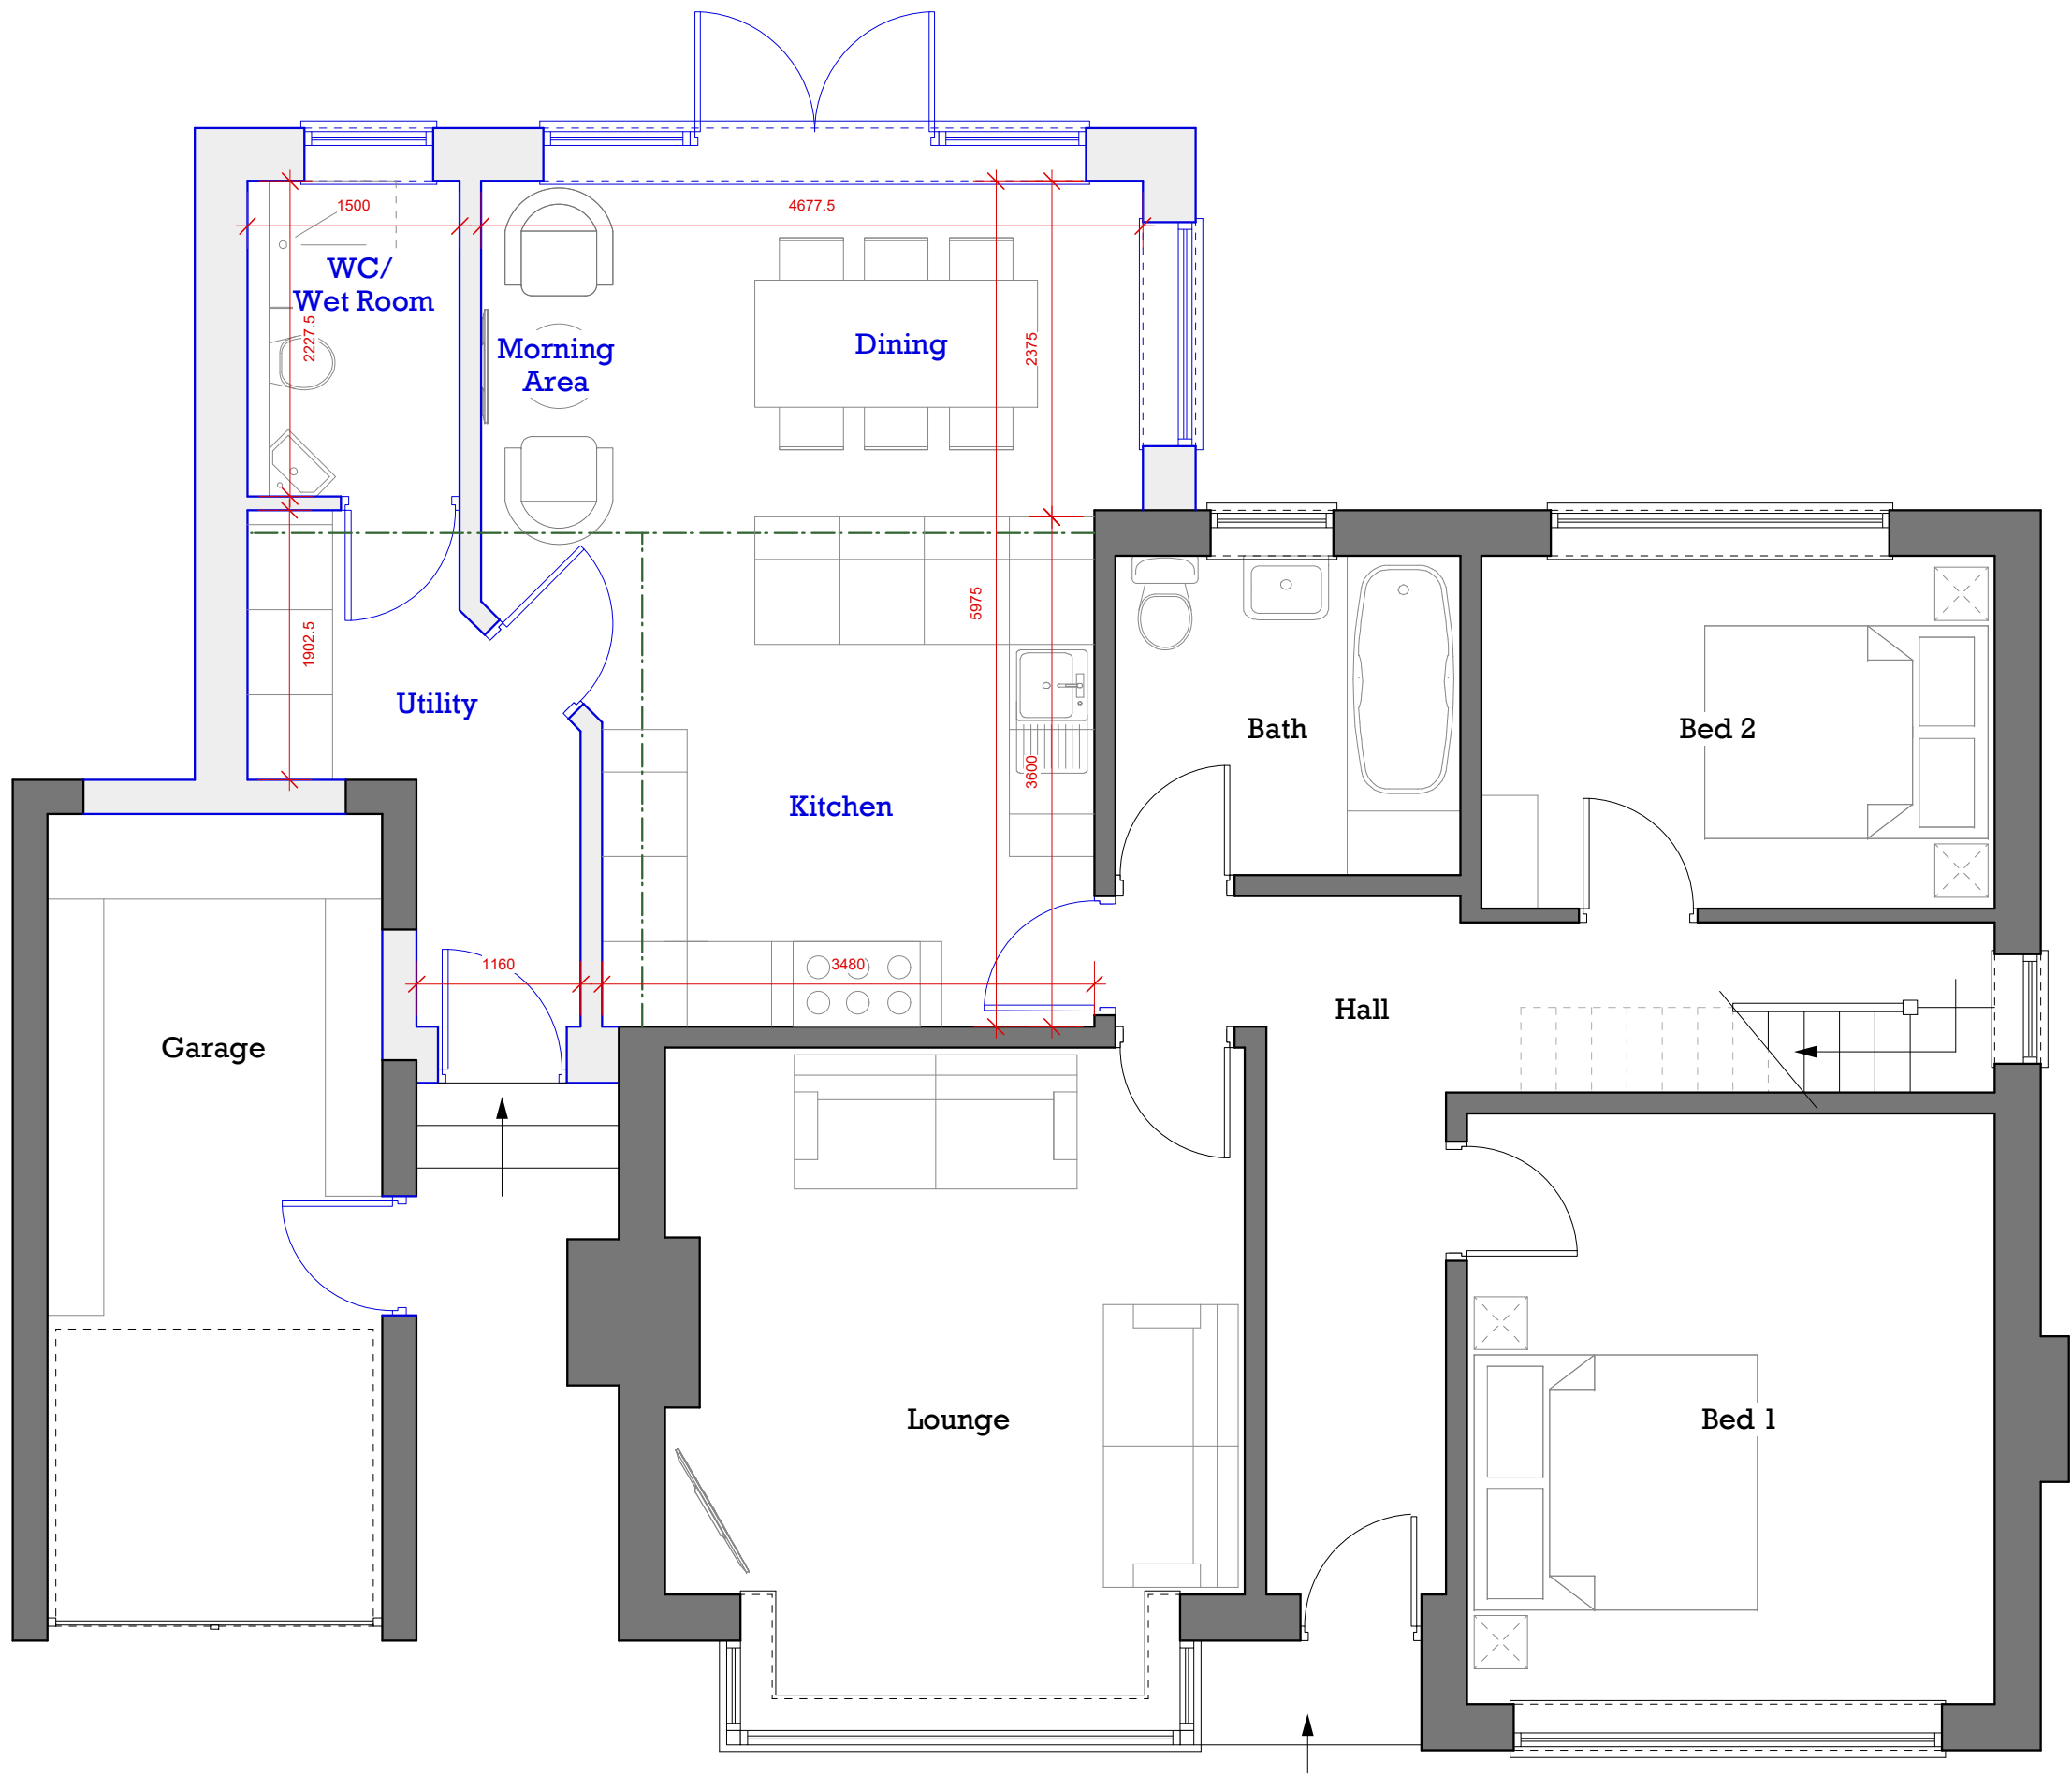 1500
4677.5
WC/
Wet Room
2227.5
Morning
Area
Dining
2375
5975
1902.5
Utility
Bath
Bed 2
3600
Kitchen
1160
3480
Hall
Garage
Lounge
Bed 1